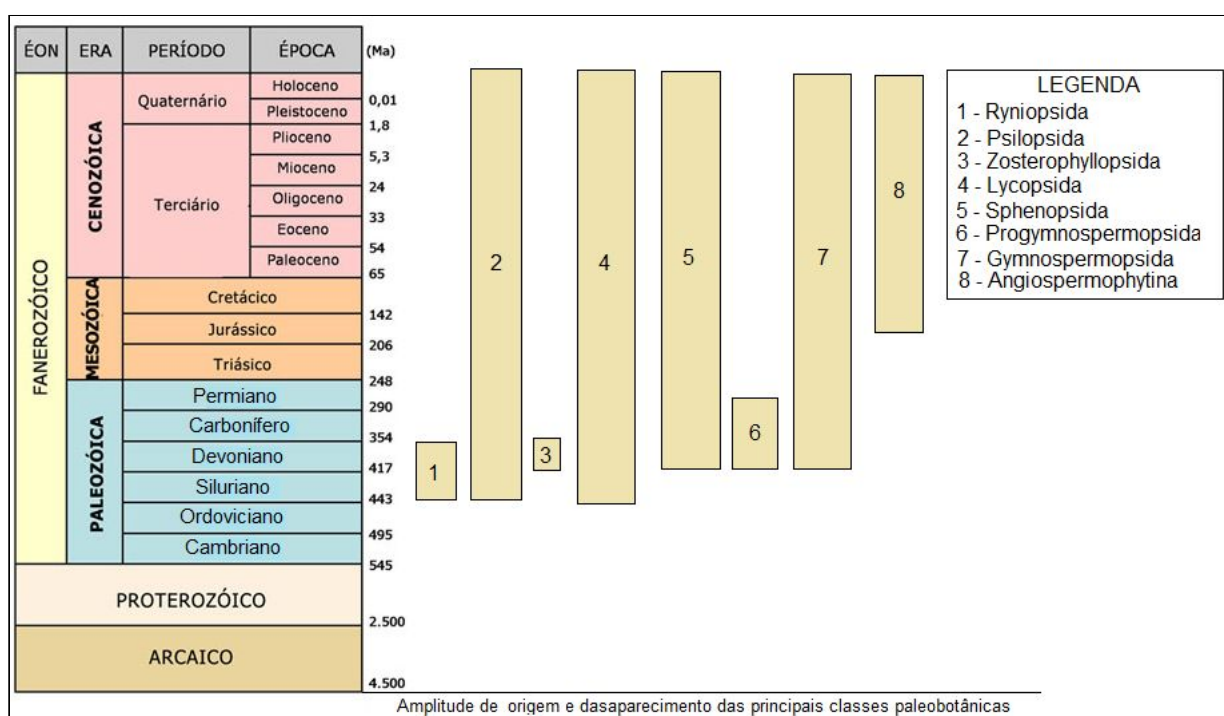 ÉON ERA PERÍODO ÉPOCA (Ma)
FANEROZÓICO
CENOZÓICA
Quaternário
Holoceno
0,01
Pleistoceno
1,8
Terciário
Plioceno
5,3
Mioceno
24
Oligoceno
33
Eoceno
54
Paleoceno
65
MESOZÓICA
Cretácico
142
Jurássico
206
Triásico
248
PALEOZÓICA
Permiano
290
Carbonífero
354
Devoniano
417
Siluriano
443
Ordoviciano
495
Cambriano
545
PROTEROZÓICO
2.500
ARCAICO
4.500
1
2
3
4
5
6
7
8
LEGENDA
1 - Ryniopsida
2 - Psilopsida
3 - Zosterophyllopsida
4 - Lycopsida
5 - Sphenopsida
6 - Progymnospermopsida
7 - Gymnospermopsida
8 - Angiospermophytina
Amplitude de origem e dasaparecimento das principais classes paleobotânicas